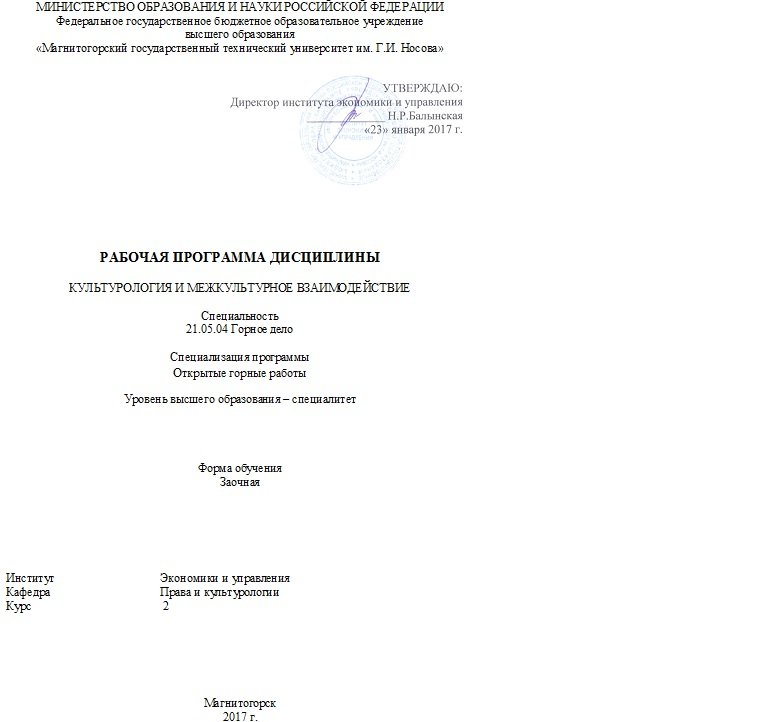 МИНИСТЕРСТВО ОБРАЗОВАНИЯ И НАУКИ РОССИЙСКОЙ ФЕДЕРАЦИИ
Федеральное государственное бюджетное образовательное учреждение
высшего образования
«Магнитогорский государственный технический университет им. Г.И. Носова»
УТВЕРЖДАЮ:
Директор института экономики и управления
Н.Р.Балынская
«23» января 2017 г.
РАБОЧАЯ ПРОГРАММА ДИСЦИПЛИНЫ
КУЛЬТУРОЛОГИЯ И МЕЖКУЛЬТУРНОЕ ВЗАИМОДЕЙСТВИЕ
Специальность
21.05.04 Горное дело
Специализация программы
Открытые горные работы
Уровень высшего образования – специалитет
Форма обучения
Заочная
Институт Экономики и управления
Кафедра Права и культурологии
Курс 2
Магнитогорск
2017 г.